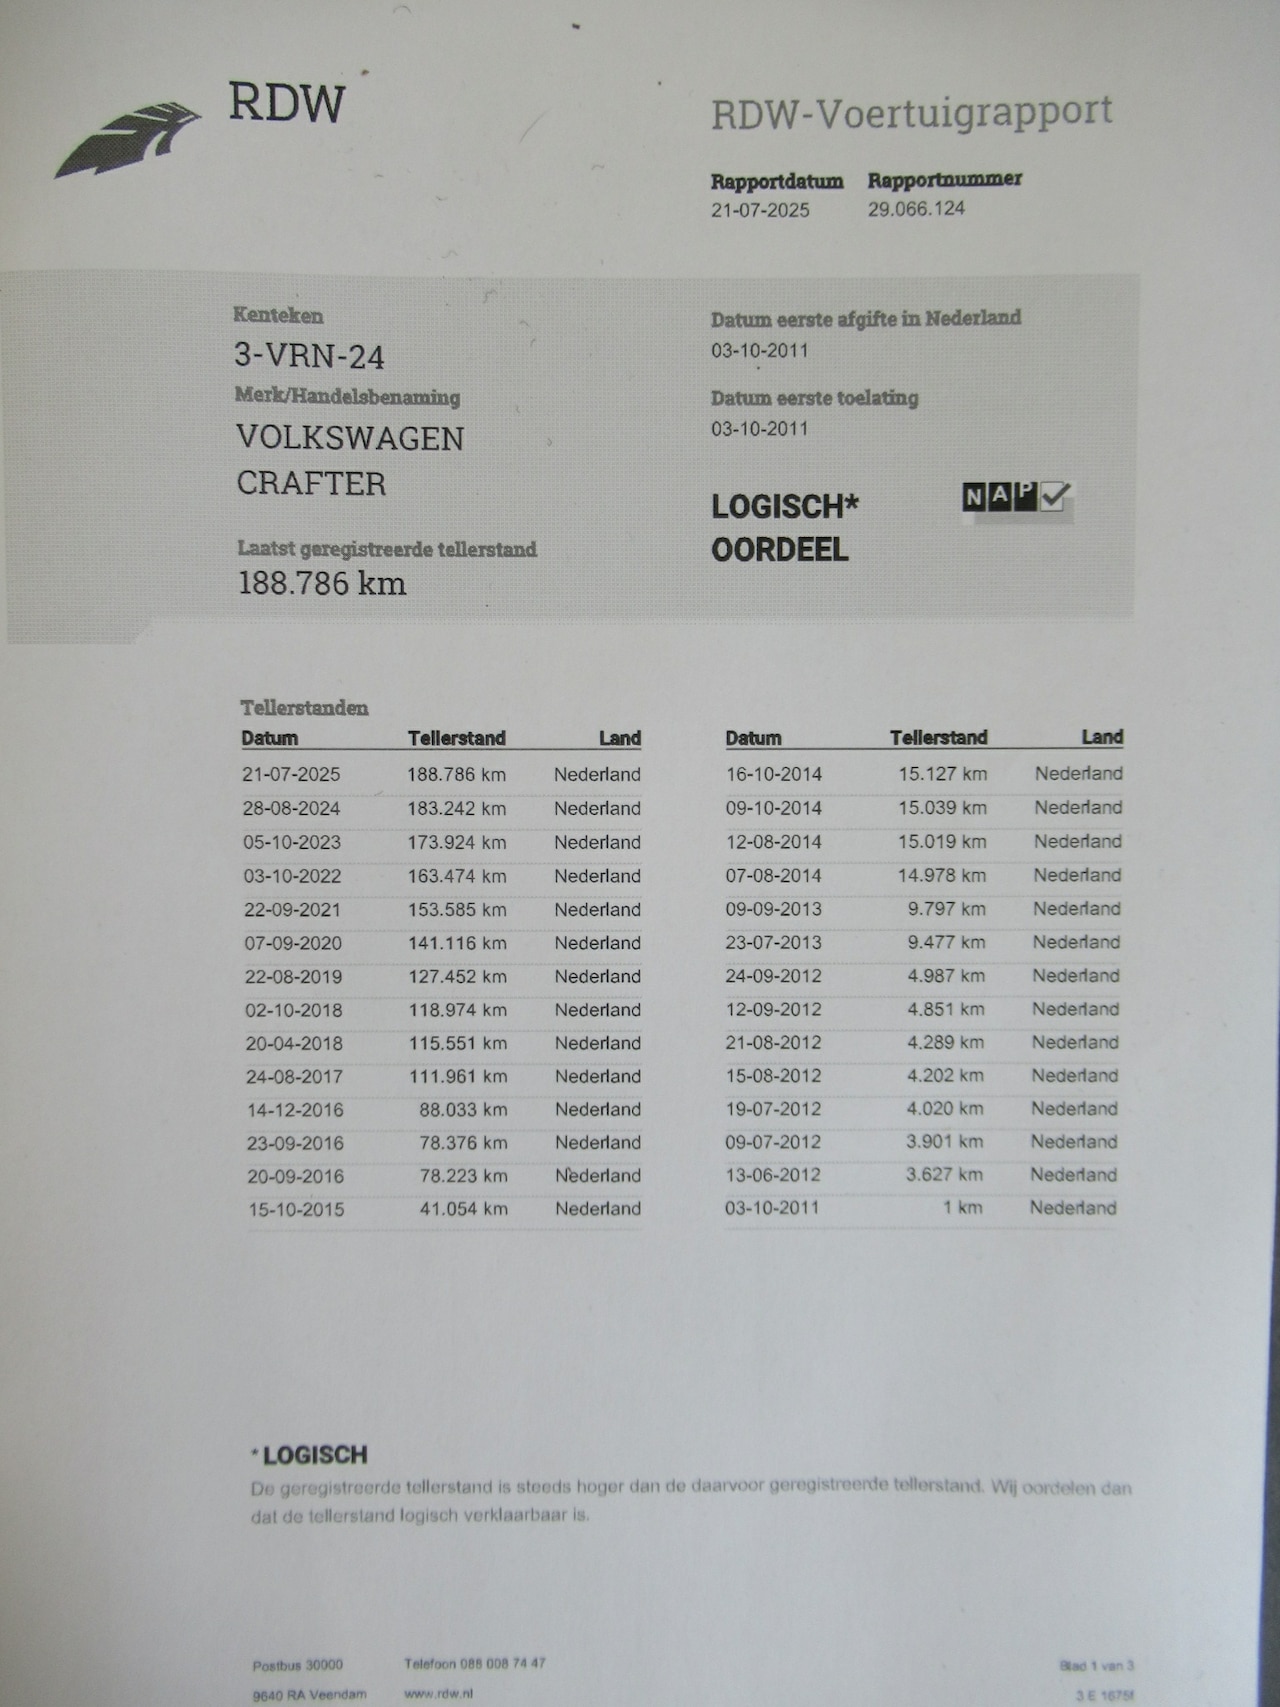 RDW
RDW-Voertuigrapport
Rapportdatum Rapportnummer
21-07-2025 29.066.124
Kenteken
3-VRN-24
Merk/Handelsbenaming
VOLKSWAGEN
CRAFTER
Laatst geregistreerde tellerstand
188.786 km
Datum eerste afgifte in Nederland
03-10-2011
Datum eerste toelating
03-10-2011
LOGISCH*
OORDEEL
NAP
Tellerstanden
Datum Tellerstand Land
21-07-2025 188.786 km Nederland
28-08-2024 183.242 km Nederland
05-10-2023 173.924 km Nederland
03-10-2022 163.474 km Nederland
22-09-2021 153.585 km Nederland
07-09-2020 141.116 km Nederland
22-08-2019 127.452 km Nederland
02-10-2018 118.974 km Nederland
20-04-2018 115.551 km Nederland
24-08-2017 111.961 km Nederland
14-12-2016 88.033 km Nederland
23-09-2016 78.376 km Nederland
20-09-2016 78.223 km Nederland
15-10-2015 41.054 km Nederland
Datum Tellerstand Land
16-10-2014 15.127 km Nederland
09-10-2014 15.039 km Nederland
12-08-2014 15.019 km Nederland
07-08-2014 14.978 km Nederland
09-09-2013 9.797 km Nederland
23-07-2013 9.477 km Nederland
24-09-2012 4.987 km Nederland
12-09-2012 4.851 km Nederland
21-08-2012 4.289 km Nederland
15-08-2012 4.202 km Nederland
19-07-2012 4.020 km Nederland
09-07-2012 3.901 km Nederland
13-06-2012 3.627 km Nederland
03-10-2011 1 km Nederland
* LOGISCH
De geregistreerde tellerstand is steeds hoger dan de daarvoor geregistreerde tellerstand. Wij oordelen dan
dat de tellerstand logisch verklaarbaar is.
Postbus 30000 Telefoon 088 008 74 47 Blad 1 van 3
9640 RA Veendam www.rdw.nl 3 E 1675f